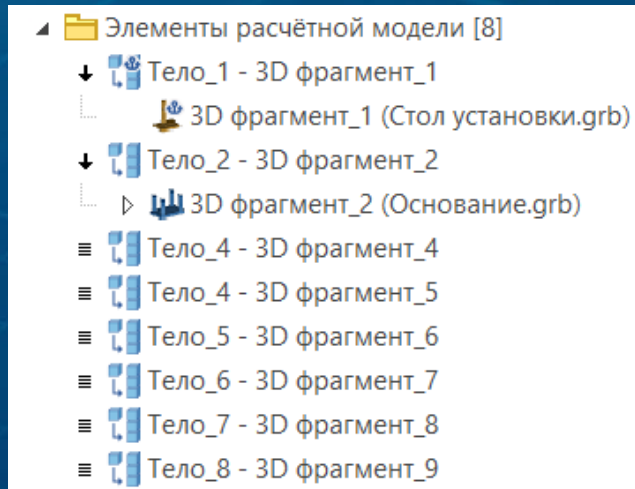 Элементы расчётной модели [8]
Тело_1 - 3D фрагмент_1
3D фрагмент_1 (Стол установки.grb)
Тело_2 - 3D фрагмент_2
3D фрагмент_2 (Основание.grb)
Тело_4 - 3D фрагмент_4
Тело_4 - 3D фрагмент_5
Тело_5 - 3D фрагмент_6
Тело_6 - 3D фрагмент_7
Тело_7 - 3D фрагмент_8
Тело_8 - 3D фрагмент_9